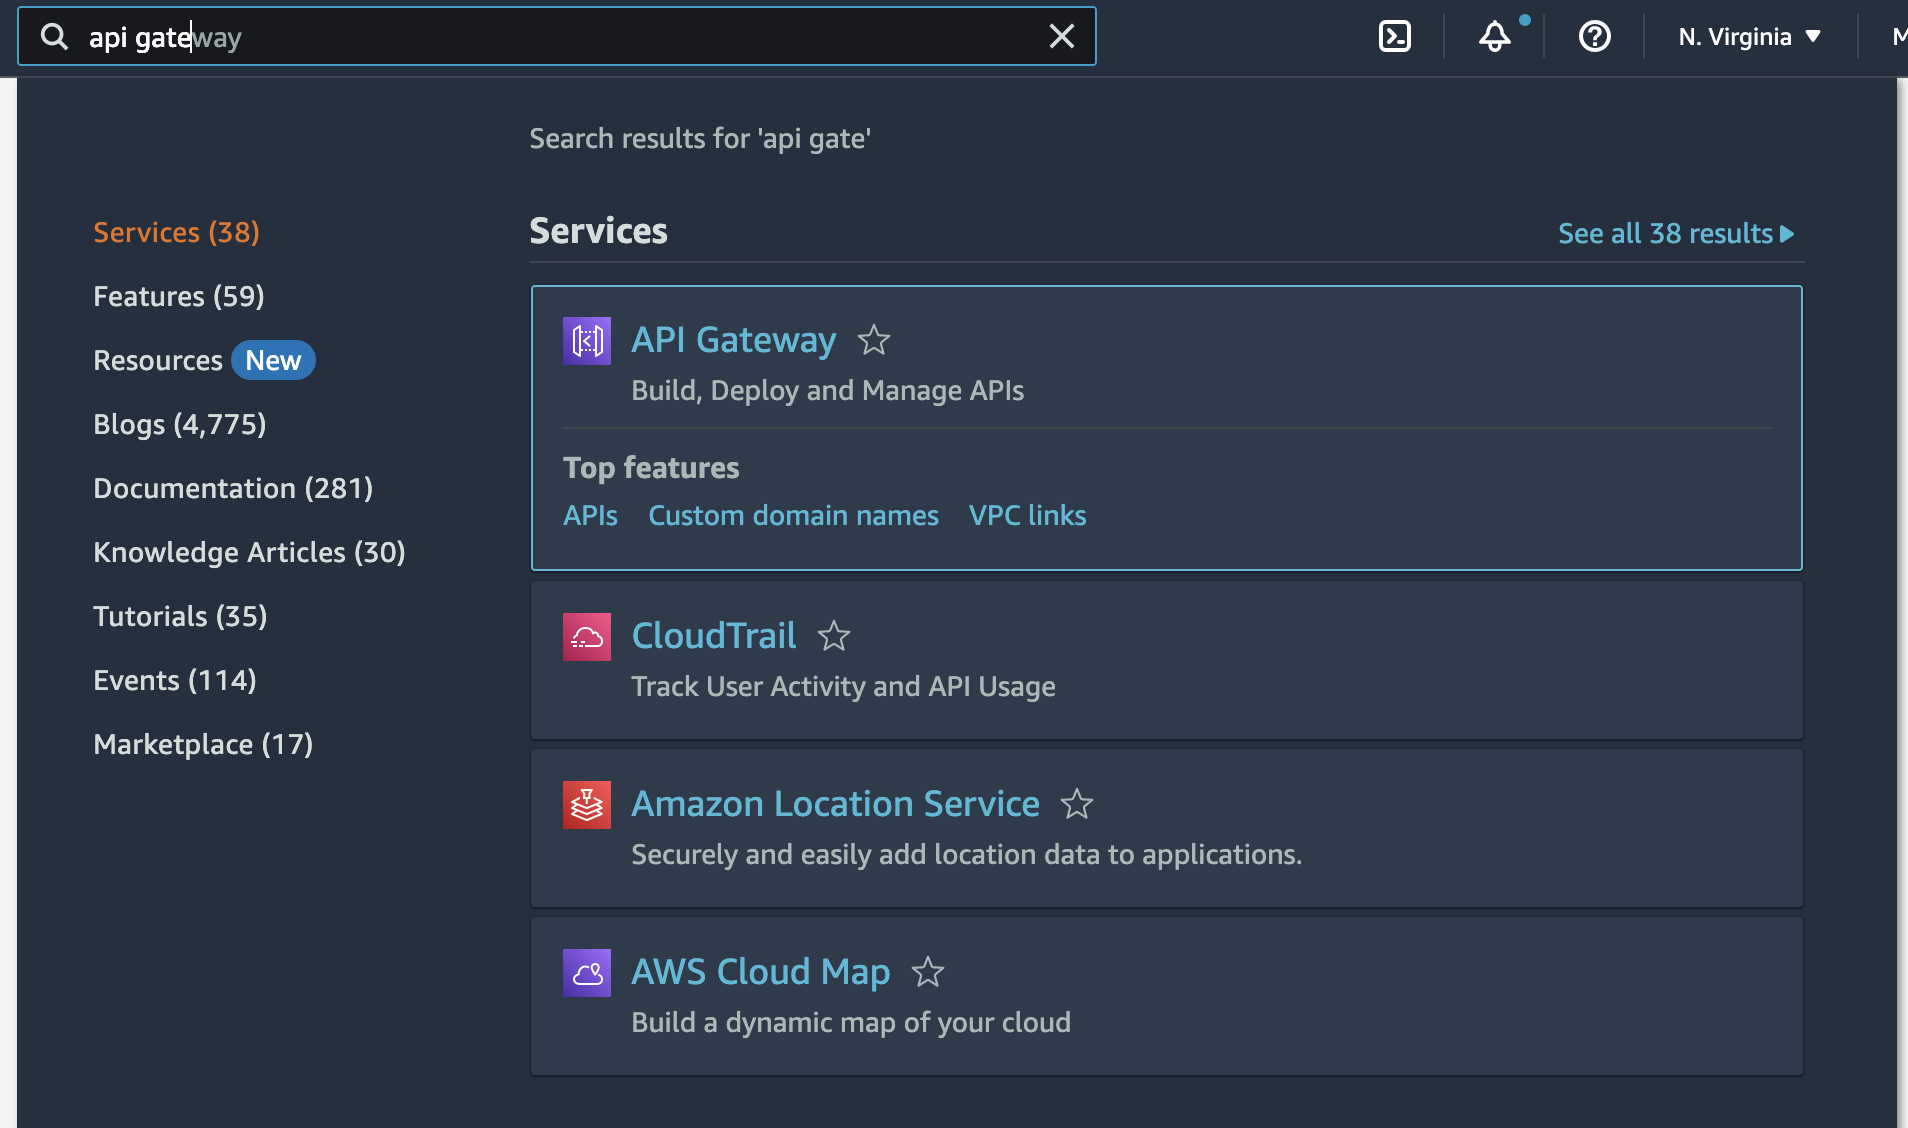 api gateway
N. Virginia
Search results for 'api gate'
Services (38)
Features (59)
Resources New
Blogs (4,775)
Documentation (281)
Knowledge Articles (30)
Tutorials (35)
Events (114)
Marketplace (17)
Services
See all 38 results
API Gateway
Build, Deploy and Manage APIs
Top features
APIs Custom domain names VPC links
CloudTrail
Track User Activity and API Usage
Amazon Location Service
Securely and easily add location data to applications.
AWS Cloud Map
Build a dynamic map of your cloud